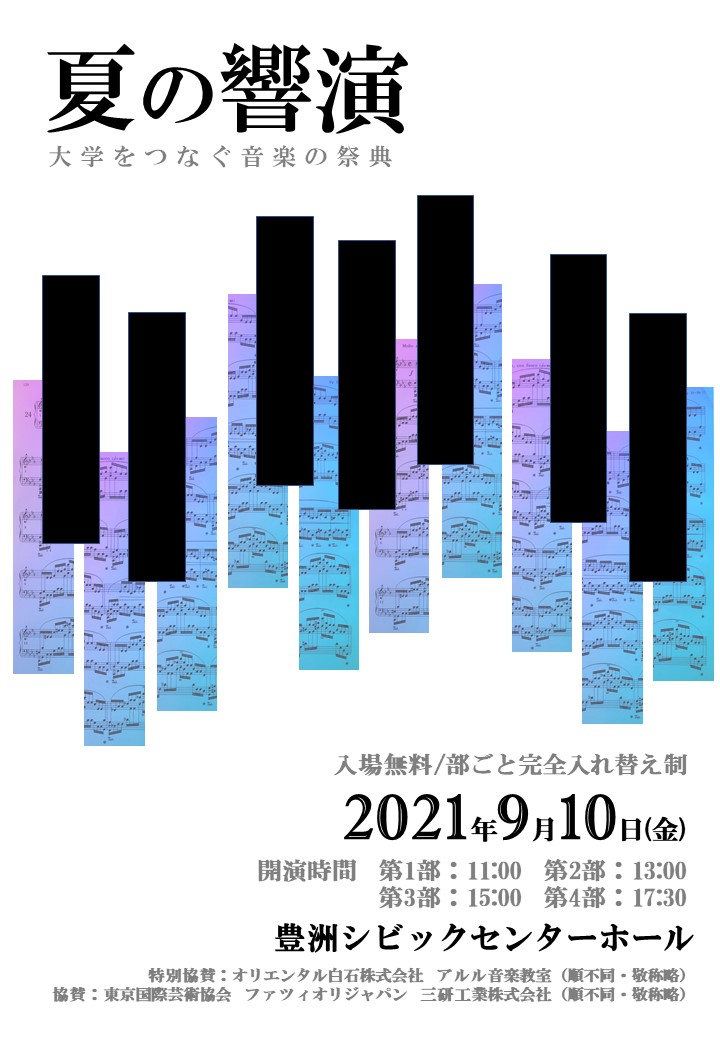 夏の響演
大学をつなぐ音楽の祭典
24
入場無料/部ごと完全入れ替え制
2021年9月10日(金)
開演時間 第1部：11:00 第2部：13:00
第3部：15:00 第4部：17:30
豊洲シビックセンターホール
特別協賛：オリエンタル白石株式会社 アルル音楽教室（順不同・敬称略）
協賛：東京国際芸術協会 ファツィオリジャパン 三研工業株式会社（順不同・敬称略）